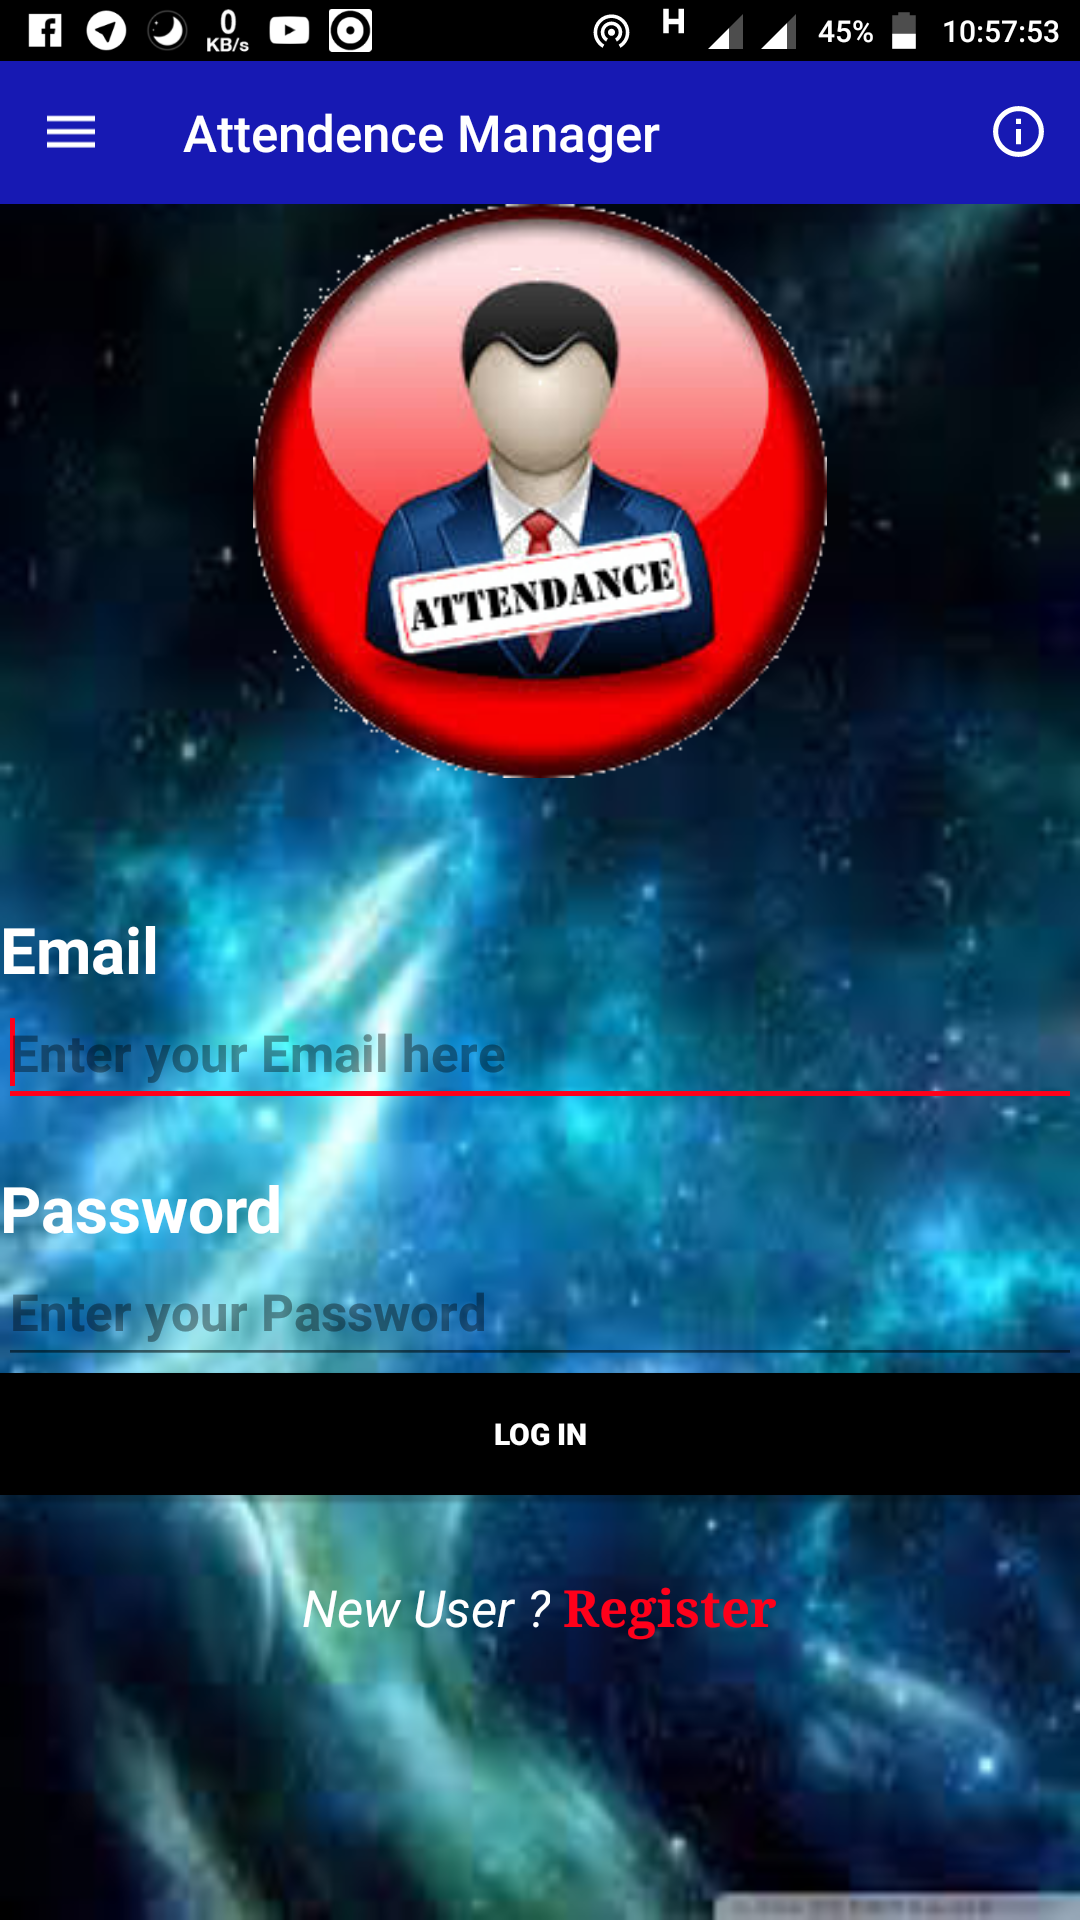 0
KB/s
H
45%
10:57:53
Attendence Manager
ATTENDANCE
Email
Enter your Email here
Password
Enter your Password
LOG IN
New User ? Register